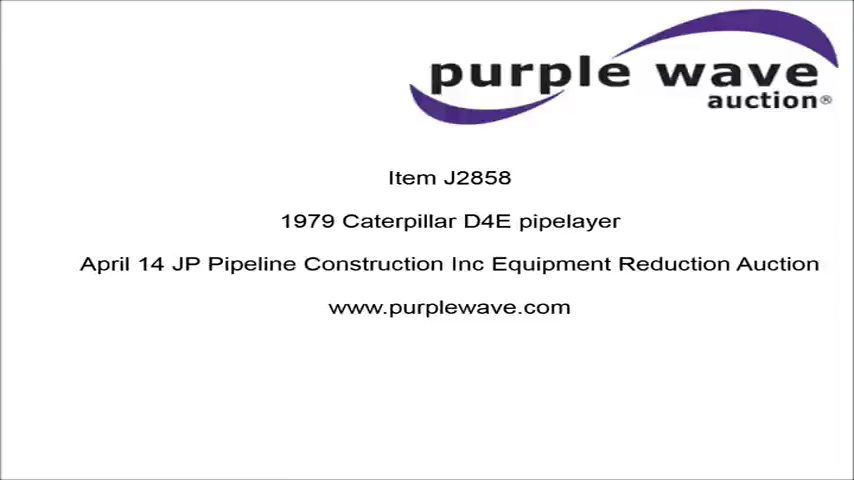 purple wave
auction®
Item J2858
1979 Caterpillar D4E pipelayer
April 14 JP Pipeline Construction Inc Equipment Reduction Auction
www.purplewave.com